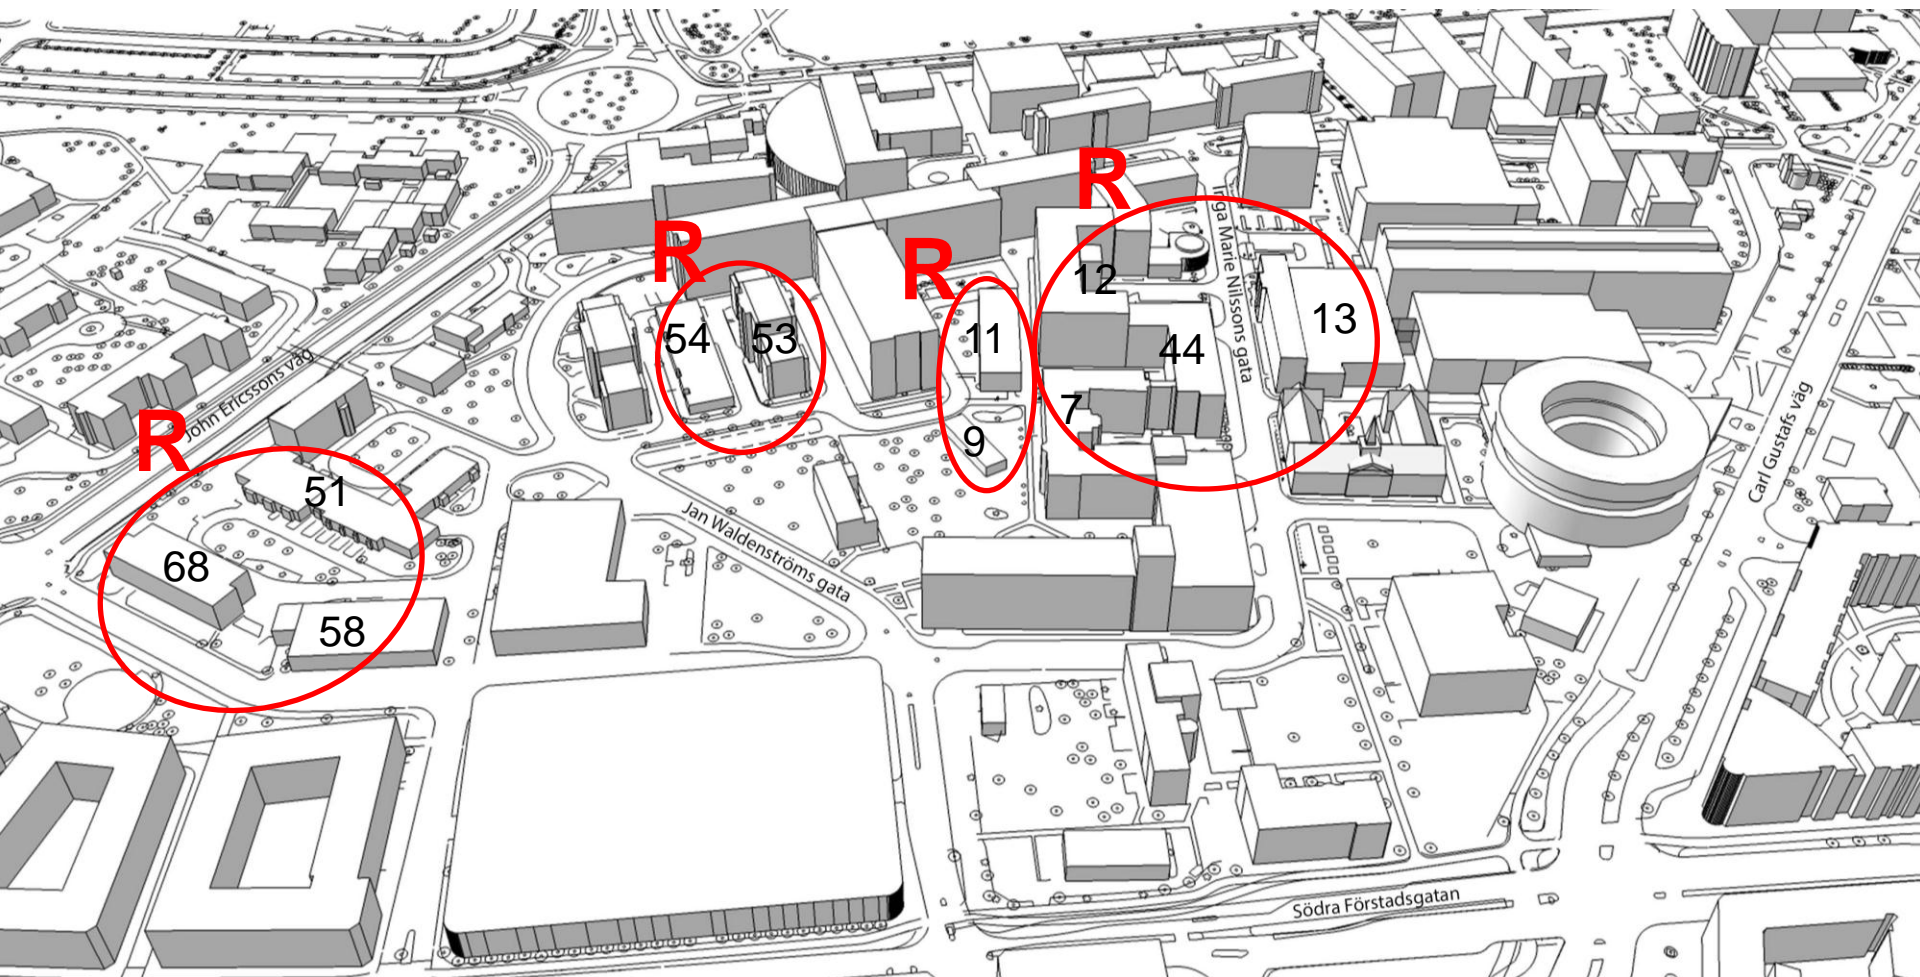 R
R
R
R
Inga Marie Nilssons gata
12
13
54
53
11
44
7
9
John Ericssons väg
51
68
58
Jan Waldenströms gata
Carl Gustafs väg
Södra Förstadsgatan